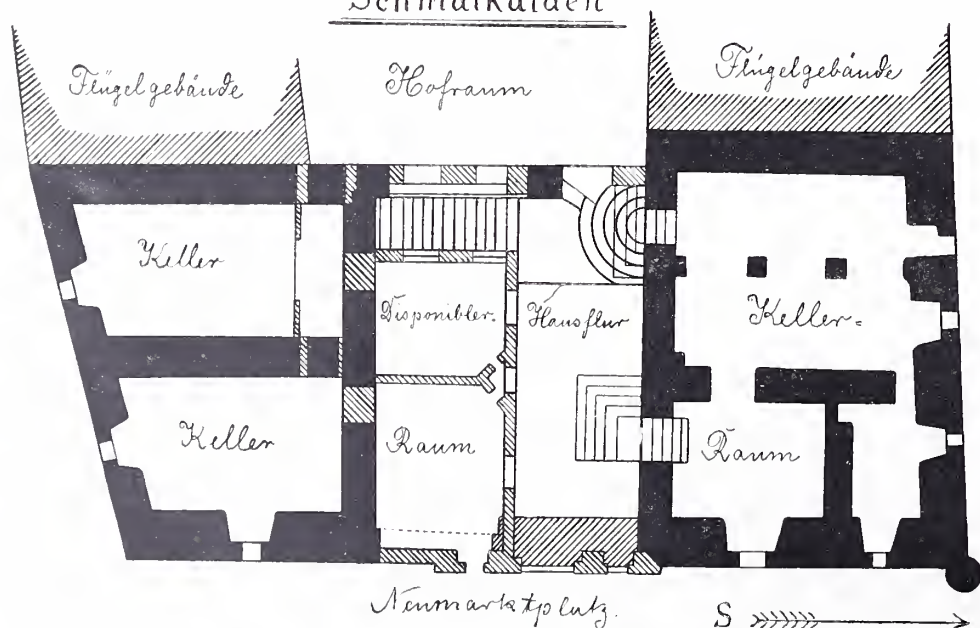 Schmalkalden
Flügelgebäude
Hofraum
Flügelgebäude
Keller
Disponibler-
Hausflur
Keller-
Keller
Raum
Raum
Neumarktplatz.
S